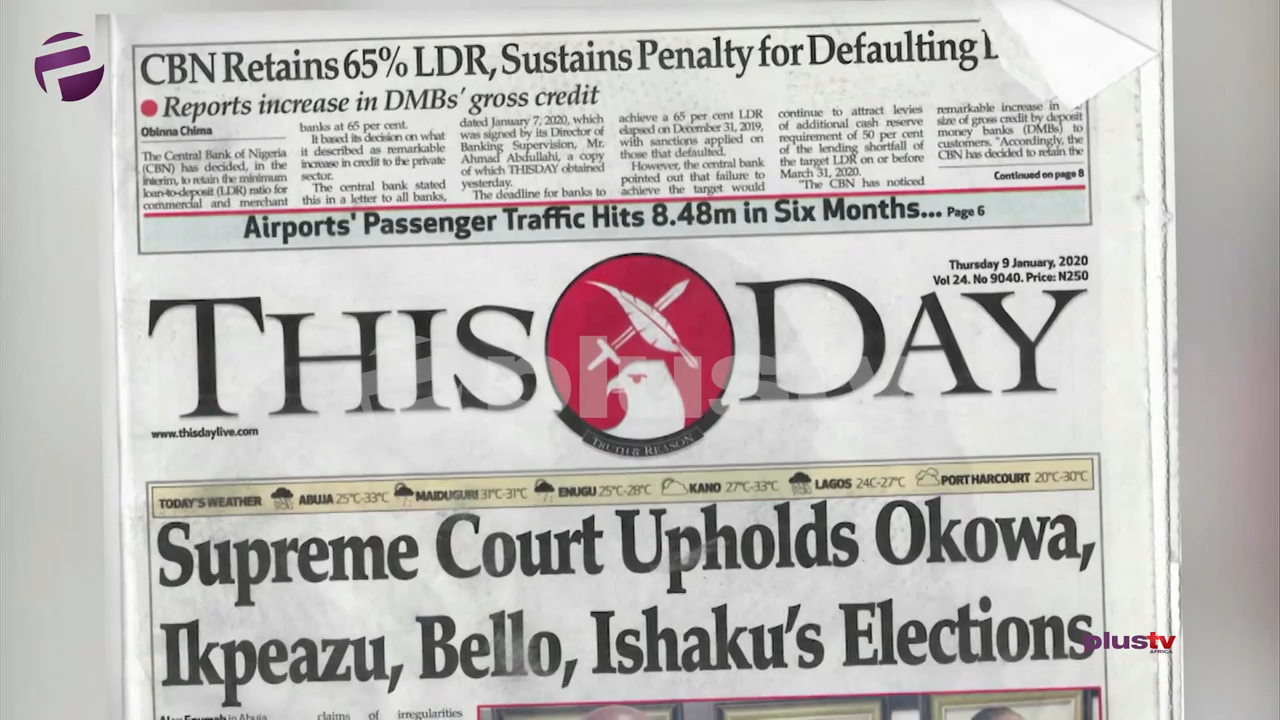 CBN Retains 65% LDR, Sustains Penalty for Defaulting
Reports increase in DMBs' gross credit
Obinna Chima
The Central Bank of Nigeria
(CBN) has decided, in the
interim, to retain the minimum
loan-to-deposit (LDR) ratio for
commercial and merchant
banks at 65 per cent.
It based its decision on what
it described as remarkable
increase in credit to the private
sector.
The central bank stated
this in a letter to all banks,
dated January 7, 2020, which
was signed by its Director of
Banking Supervision, Mr.
Ahmad Abdullahi, a copy
of which THISDAY obtained
yesterday.
The deadline for banks to
achieve a 65 per cent LDR
elapsed on December 31, 2019,
with sanctions applied on
those that defaulted.
However, the central bank
pointed out that failure to
achieve the target would
continue to attract levies
of additional cash reserve
requirement of 50 per cent
of the lending shortfall of
the target LDR on or before
March 31, 2020.
"The CBN has noticed
remarkable increase in
size of gross credit by deposit
money banks (DMBs) to
customers. "Accordingly, the
CBN has decided to retain the
Continued on page 8
Airports' Passenger Traffic Hits 8.48m in Six Months... Page 6
Thursday 9 January, 2020
Vol 24. No 9040. Price: N250
THIS DAY
TRUTH & REASON
www.thisdaylive.com
TODAY'S WEATHER ABUJA 25°C-33°C MAIDUGURI 31°C-31°C ENUGU 25°C-28°C KANO 27°C-33°C LAGOS 24C-27°C PORT HARCOURT 20°C-30°C
Supreme Court Upholds Okowa,
Ikpeazu, Bello, Ishaku's Elections
plustv
AFRICA
claims of irregularities